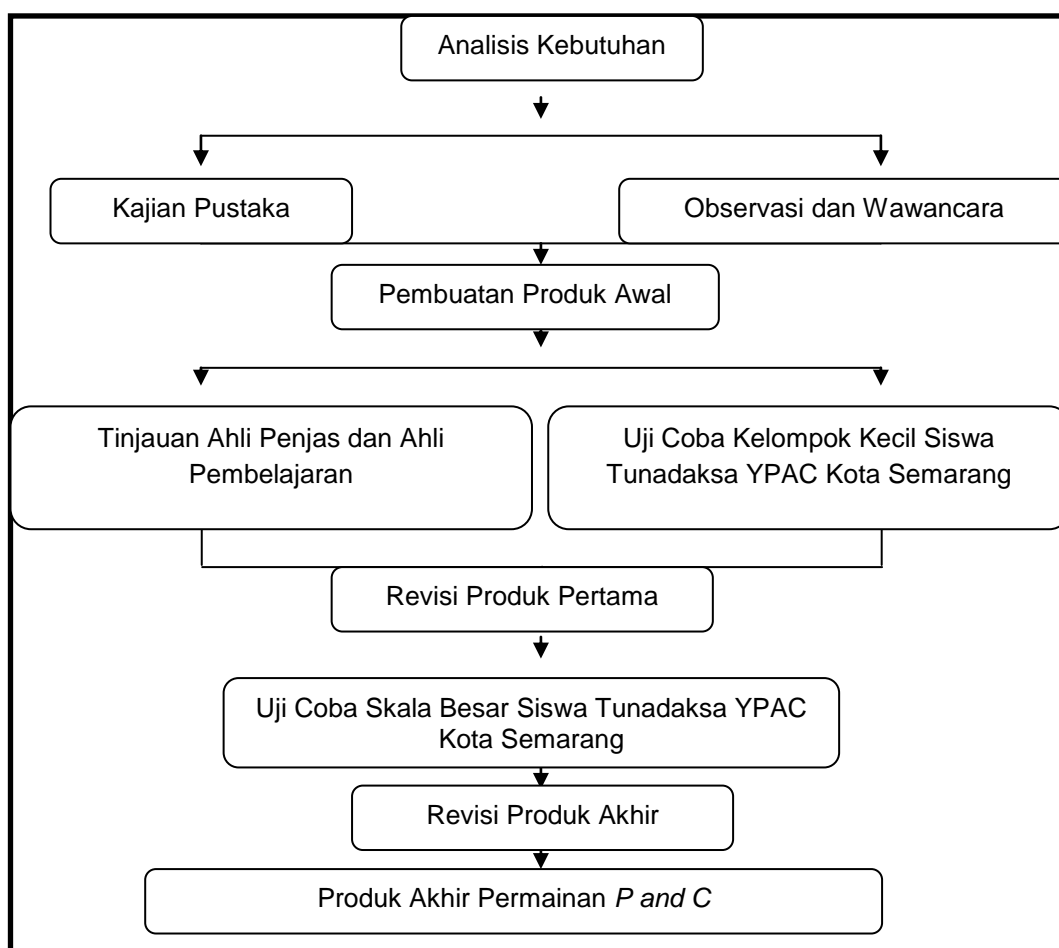 Analisis Kebutuhan
Kajian Pustaka
Observasi dan Wawancara
Pembuatan Produk Awal
Tinjauan Ahli Penjas dan Ahli
Pembelajaran
Uji Coba Kelompok Kecil Siswa
Tunadaksa YPAC Kota Semarang
Revisi Produk Pertama
Uji Coba Skala Besar Siswa Tunadaksa YPAC
Kota Semarang
Revisi Produk Akhir
Produk Akhir Permainan P and C